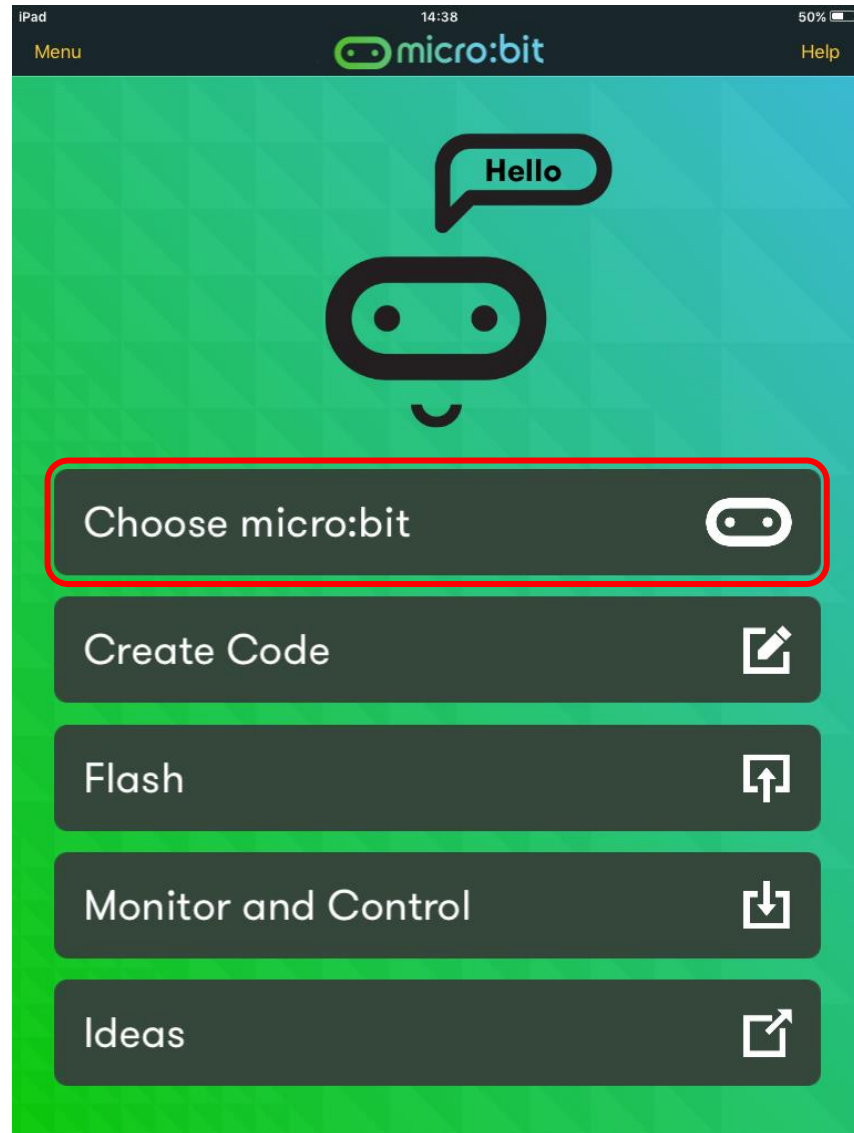 iPad 14:38 50%
Menu micro:bit Help
Hello
Choose micro:bit
Create Code
Flash
Monitor and Control
Ideas